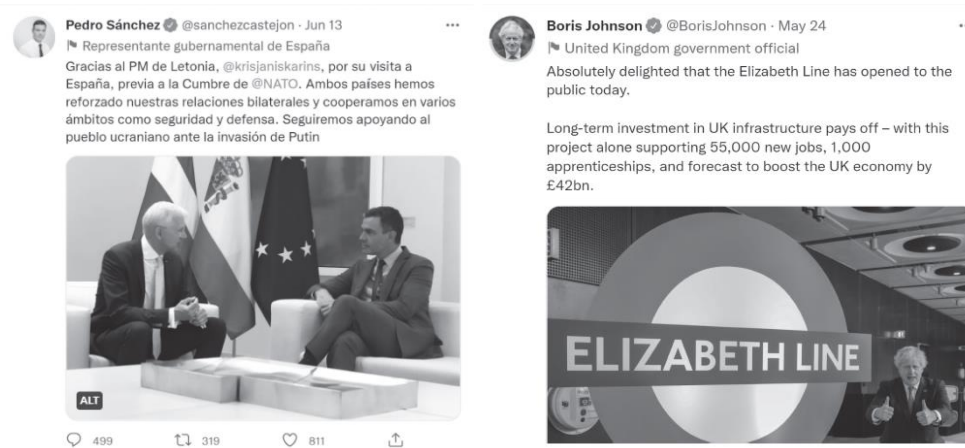 Pedro Sánchez @sanchezcastejon · Jun 13
Representante gubernamental de España
Gracias al PM de Letonia, @krisjaniskarins, por su visita a
España, previa a la Cumbre de @NATO. Ambos países hemos
reforzado nuestras relaciones bilaterales y cooperamos en varios
ámbitos como seguridad y defensa. Seguiremos apoyando al
pueblo ucraniano ante la invasión de Putin
ALT
499 319 811
Boris Johnson @BorisJohnson · May 24
United Kingdom government official
Absolutely delighted that the Elizabeth Line has opened to the
public today.
Long-term investment in UK infrastructure pays off – with this
project alone supporting 55,000 new jobs, 1,000
apprenticeships, and forecast to boost the UK economy by
£42bn.
ELIZABETH LINE